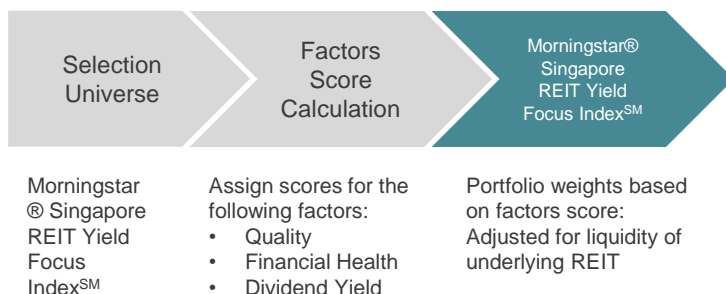 Selection
Universe
Factors
Score
Calculation
Morningstar®
Singapore
REIT Yield
Focus Index℠
Morningstar
® Singapore
REIT Yield
Focus
Index℠
Assign scores for the
following factors:
• Quality
• Financial Health
• Dividend Yield
Portfolio weights based
on factors score:
Adjusted for liquidity of
underlying REIT